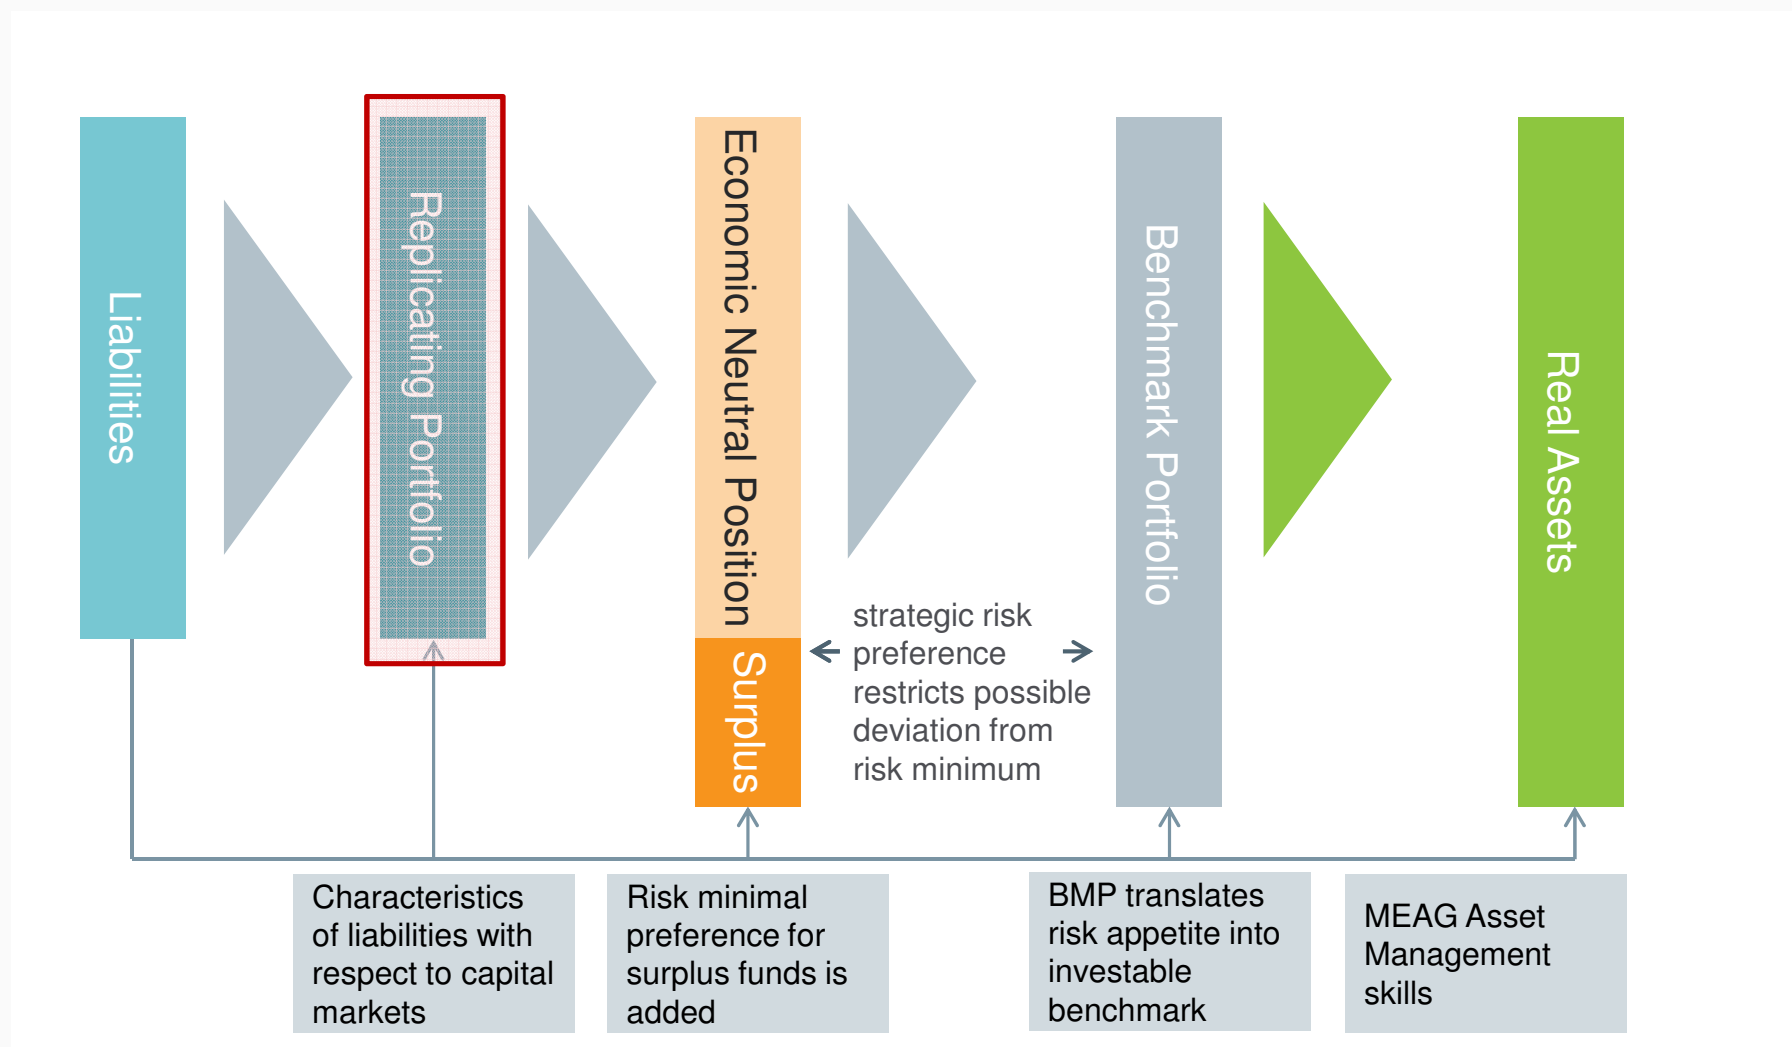 Liabilities
Replicating Portfolio
Economic Neutral Position
Surplus
strategic risk
preference
restricts possible
deviation from
risk minimum
Benchmark Portfolio
Real Assets
Characteristics
of liabilities with
respect to capital
markets
Risk minimal
preference for
surplus funds is
added
BMP translates
risk appetite into
investable
benchmark
MEAG Asset
Management
skills